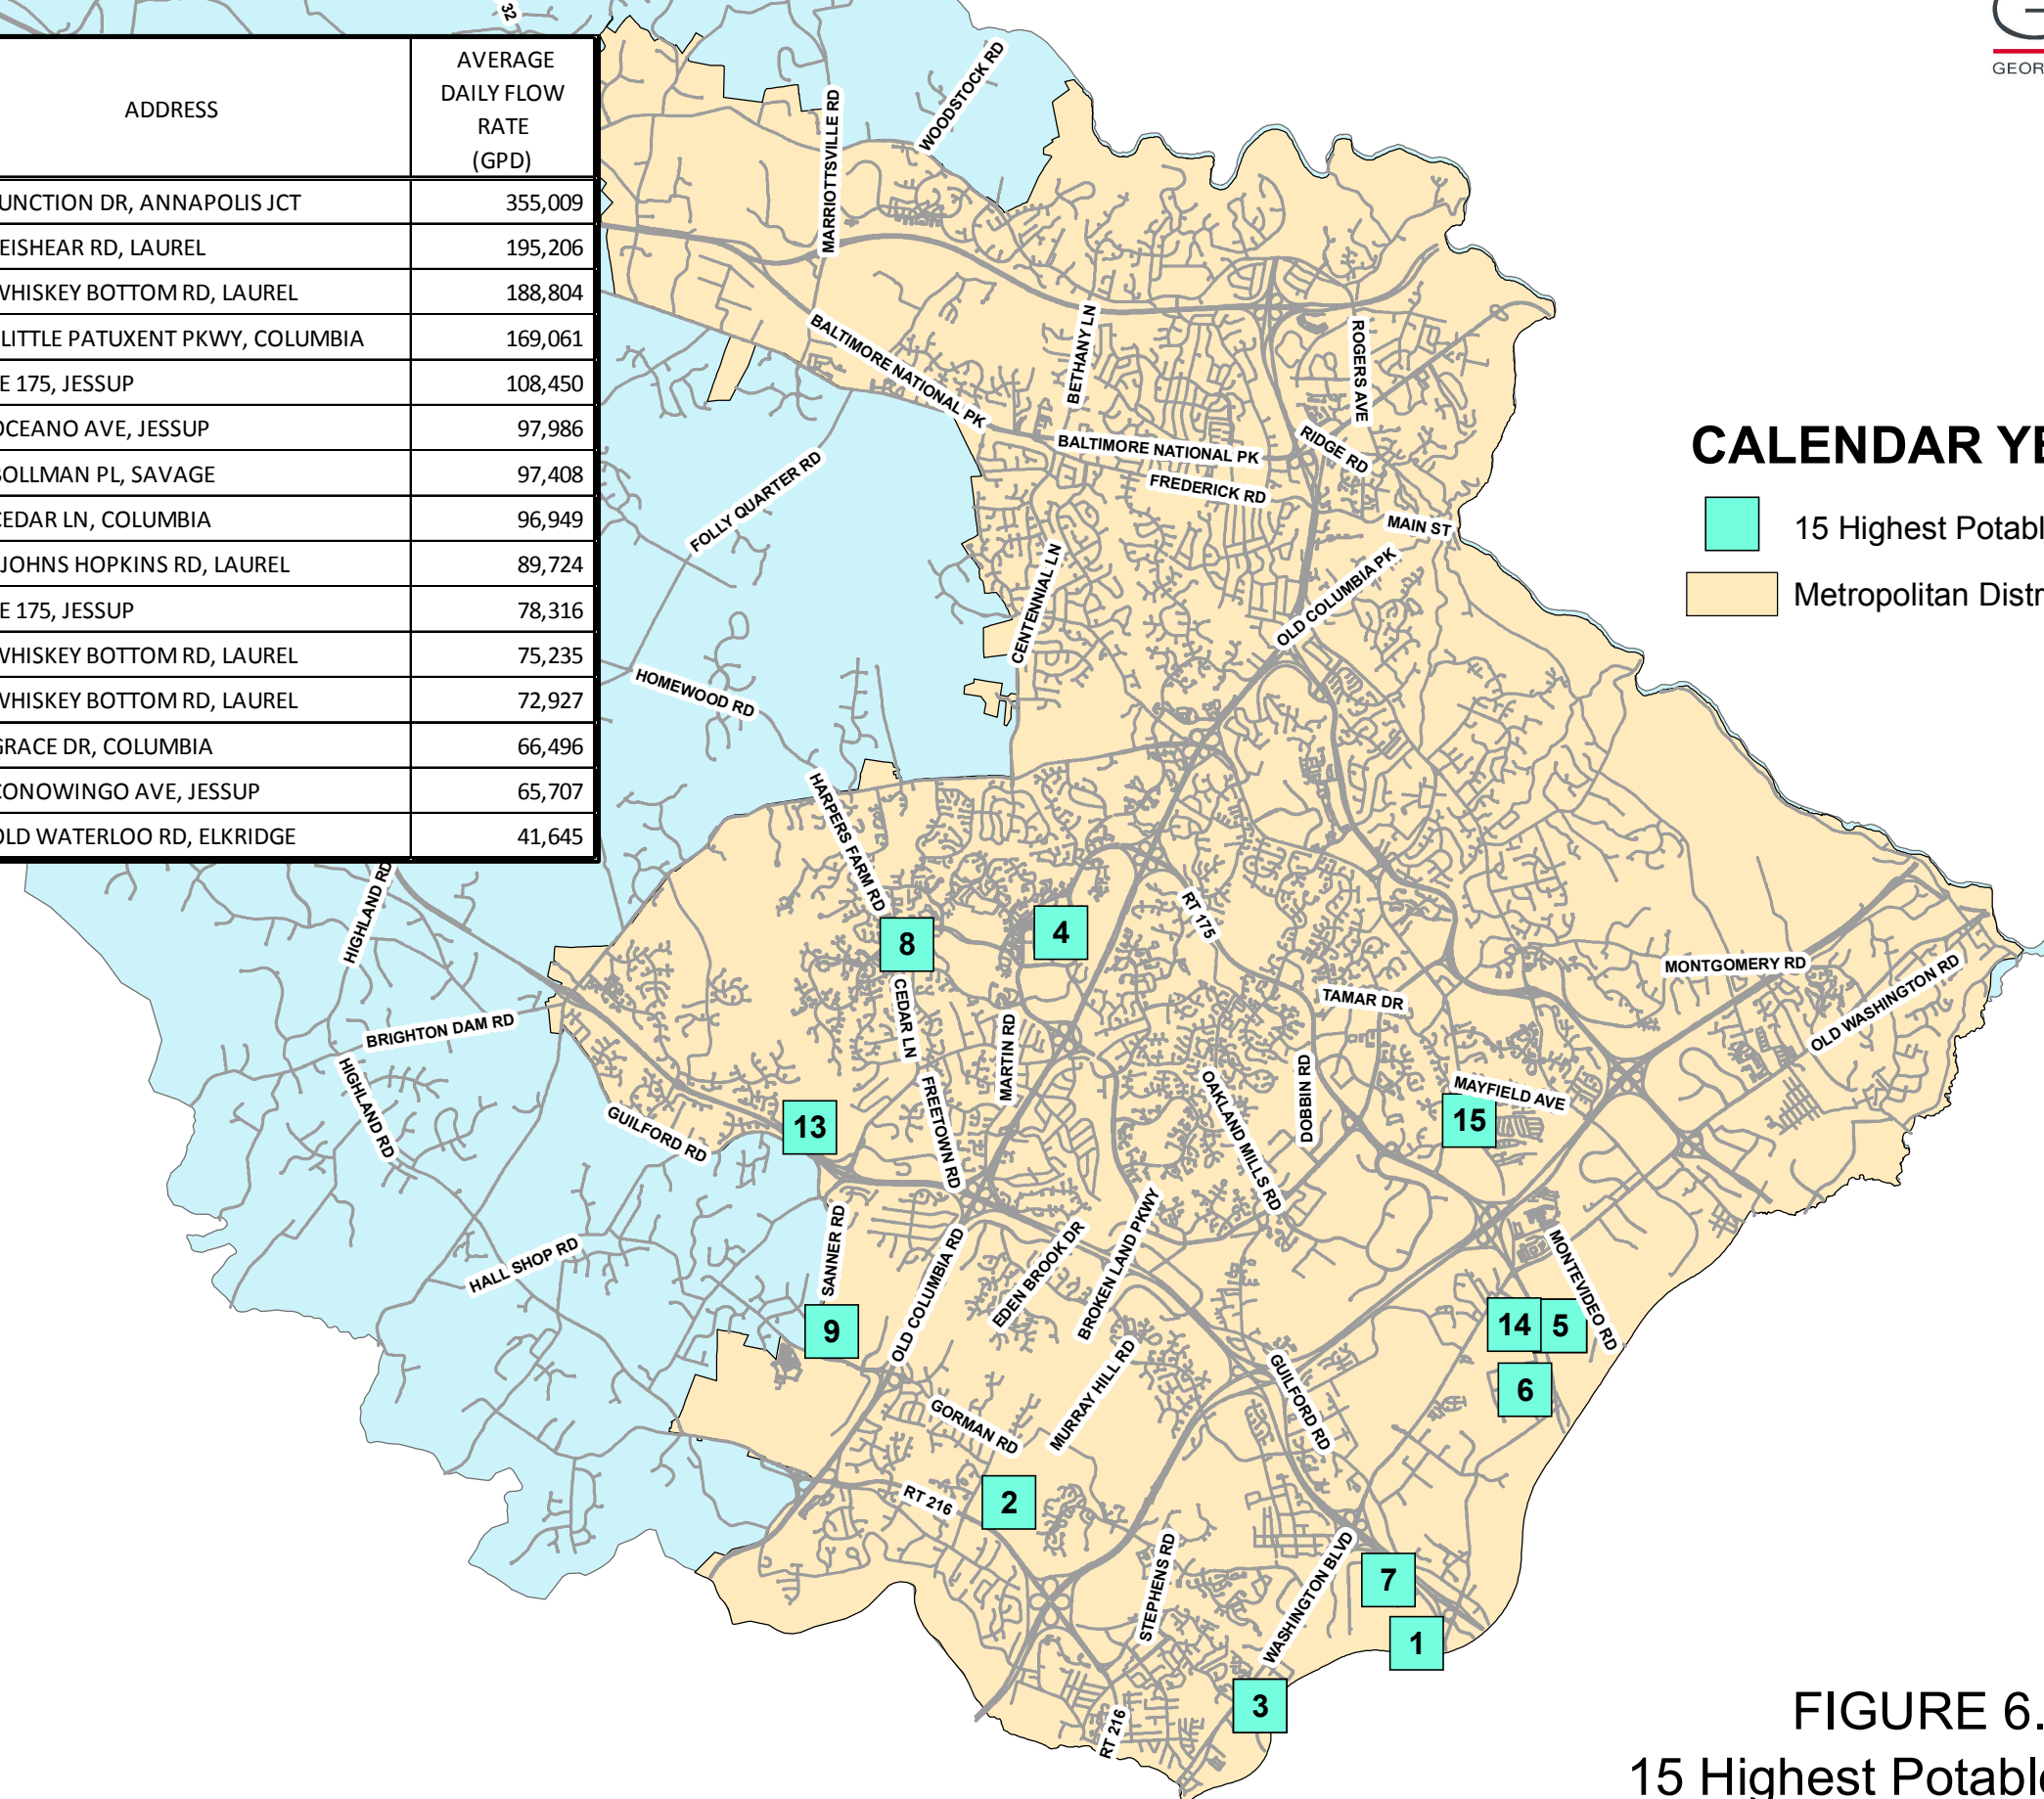 32
GEOR
ADDRESS
AVERAGE
DAILY FLOW
RATE
(GPD)
UNCTION DR, ANNAPOLIS JCT 355,009
EISHEAR RD, LAUREL 195,206
WHISKEY BOTTOM RD, LAUREL 188,804
LITTLE PATUXENT PKWY, COLUMBIA 169,061
E 175, JESSUP 108,450
OCEANO AVE, JESSUP 97,986
BOLLMAN PL, SAVAGE 97,408
CEDAR LN, COLUMBIA 96,949
JOHNS HOPKINS RD, LAUREL 89,724
E 175, JESSUP 78,316
WHISKEY BOTTOM RD, LAUREL 75,235
WHISKEY BOTTOM RD, LAUREL 72,927
GRACE DR, COLUMBIA 66,496
CONOWINGO AVE, JESSUP 65,707
OLD WATERLOO RD, ELKRIDGE 41,645
CALENDAR YE
15 Highest Potabl
Metropolitan Distr
MARRIOTTSVILLE RD
WOODSTOCK RD
BALTIMORE NATIONAL PK
BETHANY LN
ROGERS AVE
BALTIMORE NATIONAL PK
RIDGE RD
FREDERICK RD
FOLLY QUARTER RD
MAIN ST
CENTENNIAL LN
OLD COLUMBIA PK
HOMEWOOD RD
HARPERS FARM RD
HIGHLAND RD
RT 175
8
4
MONTGOMERY RD
OLD WASHINGTON RD
TAMAR DR
CEDAR LN
BRIGHTON DAM RD
MARTIN RD
HIGHLAND RD
DOBBIN RD
MAYFIELD AVE
OAKLAND MILLS RD
GUILFORD RD
13
15
FREETOWN RD
SANNER RD
HALL SHOP RD
OLD COLUMBIA RD
EDEN BROOK DR
BROKEN LAND PKWY
MONTEVIDEO RD
9
14
5
6
MURRAY HILL RD
GUILFORD RD
GORMAN RD
RT 216
2
STEPHENS RD
WASHINGTON BLVD
7
1
3
RT 216
FIGURE 6.
15 Highest Potable